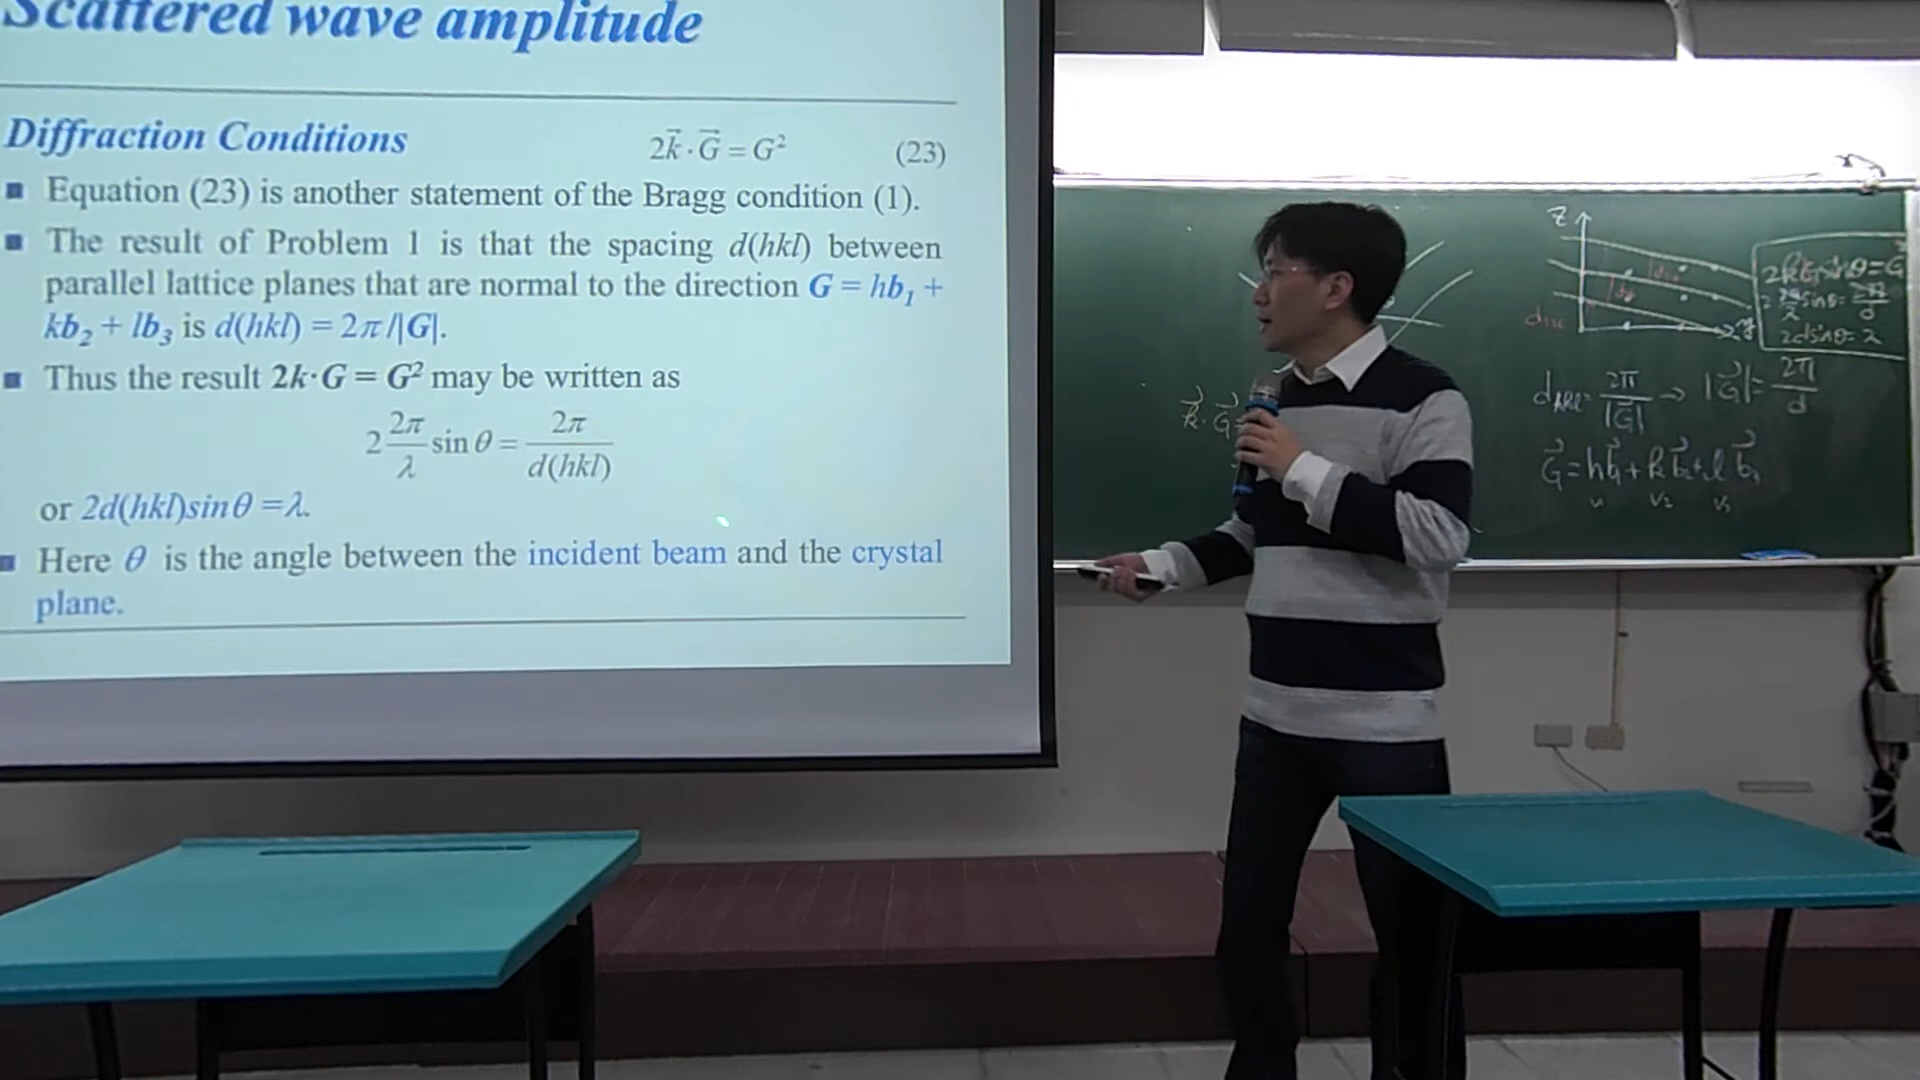 Scattered wave amplitude
Diffraction Conditions
2k⃗ · G⃗ = G² (23)
Equation (23) is another statement of the Bragg condition (1).
The result of Problem 1 is that the spacing d(hkl) between
parallel lattice planes that are normal to the direction G = hb₁ +
kb₂ + lb₃ is d(hkl) = 2π/|G|.
Thus the result 2k·G = G² may be written as
2 2π/λ sin θ = 2π/d(hkl)
or 2d(hkl)sinθ =λ.
Here θ is the angle between the incident beam and the crystal
plane.
z
y
2dsinθ=λ
k⃗·G⃗
d_hkl = 2π/|G⃗| → |G⃗| = 2π/d
G⃗=hb⃗₁+kb⃗₂+lb⃗₃
v₂ v₃